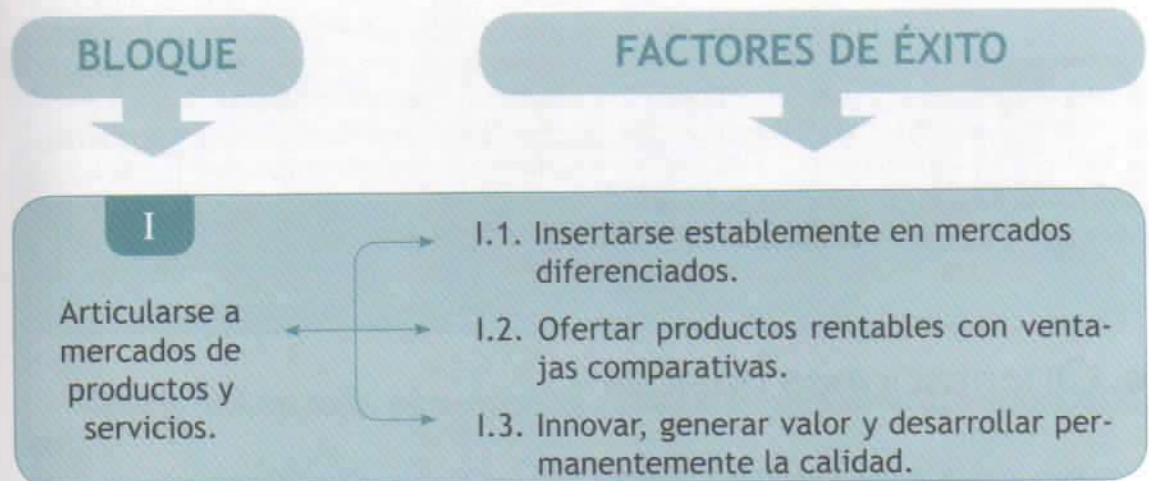 BLOQUE
FACTORES DE ÉXITO
I
Articularse a
mercados de
productos y
servicios.
I.1. Insertarse establemente en mercados
diferenciados.
I.2. Ofertar productos rentables con venta-
jas comparativas.
I.3. Innovar, generar valor y desarrollar per-
manentemente la calidad.